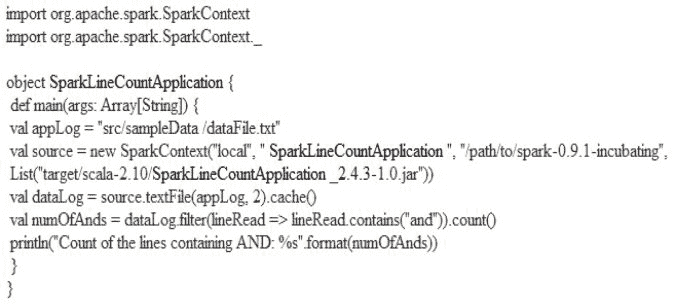 import org.apache.spark.SparkContext
import org.apache.spark.SparkContext._
object SparkLineCountApplication {
def main(args: Array[String]) {
val appLog = "src/sampleData /dataFile.txt"
val source = new SparkContext("local", " SparkLineCountApplication ", "/path/to/spark-0.9.1-incubating",
List("target/scala-2.10/SparkLineCountApplication _2.4.3-1.0.jar"))
val dataLog = source.textFile(appLog, 2).cache()
val numOfAnds = dataLog.filter(lineRead => lineRead.contains("and")).count()
println("Count of the lines containing AND: %s".format(numOfAnds))
}
}